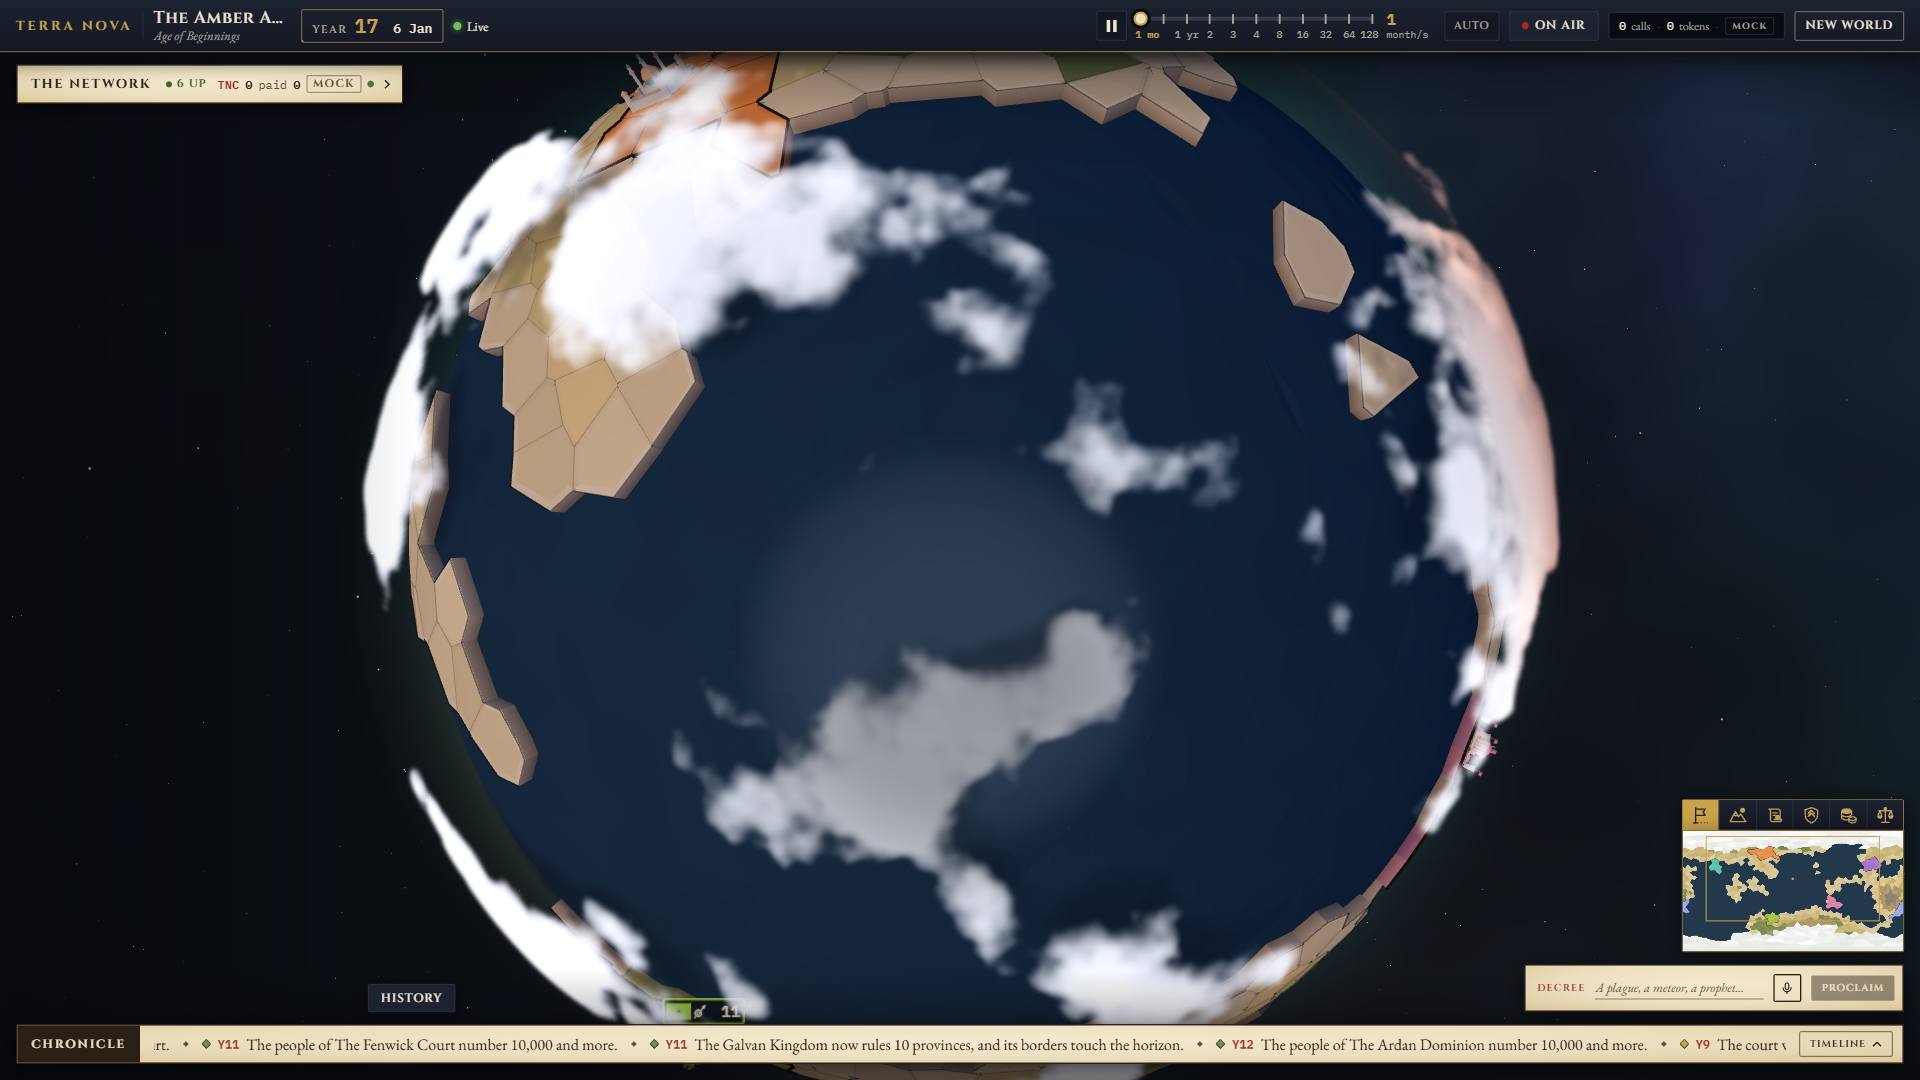 TERRA NOVA
THE AMBER A...
Age of Beginnings
YEAR 17 6 Jan
Live
1 mo 1 yr 2 3 4 8 16 32 64 128
1 month/s
AUTO
ON AIR
0 calls · 0 tokens MOCK
NEW WORLD
THE NETWORK 6 UP TNC 0 paid 0 MOCK
HISTORY
11
DECREE A plague, a meteor, a prophet... PROCLAIM
CHRONICLE
rt. Y11 The people of The Fenwick Court number 10,000 and more. Y11 The Galvan Kingdom now rules 10 provinces, and its borders touch the horizon. Y12 The people of The Ardan Dominion number 10,000 and more. Y9 The court
TIMELINE